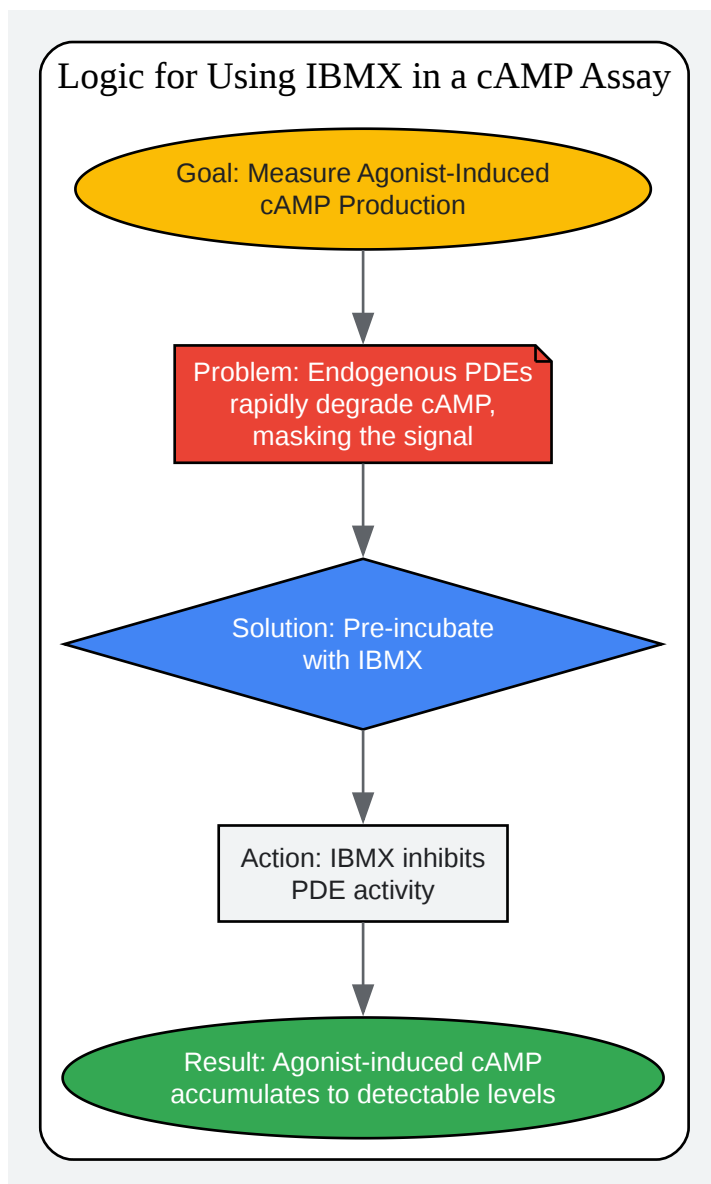 Logic for Using IBMX in a cAMP Assay
Goal: Measure Agonist-Induced
cAMP Production
Problem: Endogenous PDEs
rapidly degrade cAMP,
masking the signal
Solution: Pre-incubate
with IBMX
Action: IBMX inhibits
PDE activity
Result: Agonist-induced cAMP
accumulates to detectable levels